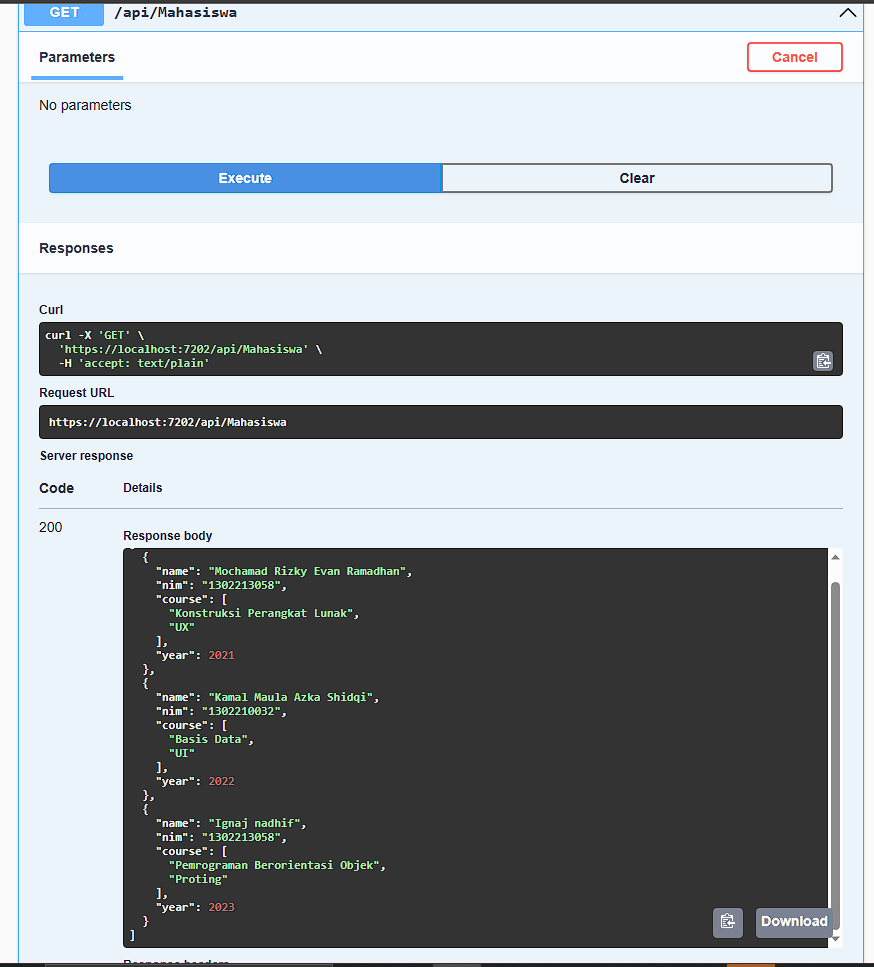 GET /api/Mahasiswa
Parameters
Cancel
No parameters
Execute
Clear
Responses
Curl
curl -X 'GET' \
'https://localhost:7202/api/Mahasiswa' \
-H 'accept: text/plain'
Request URL
https://localhost:7202/api/Mahasiswa
Server response
Code Details
200
Response body
{
"name": "Mochamad Rizky Evan Ramadhan",
"nim": "1302213058",
"course": [
"Konstruksi Perangkat Lunak",
"UX"
],
"year": 2021
},
{
"name": "Kamal Maula Azka Shidqi",
"nim": "1302210032",
"course": [
"Basis Data",
"UI"
],
"year": 2022
},
{
"name": "Ignaj nadhif",
"nim": "1302213058",
"course": [
"Pemrograman Berorientasi Objek",
"Proting"
],
"year": 2023
}
]
Download
Response headers